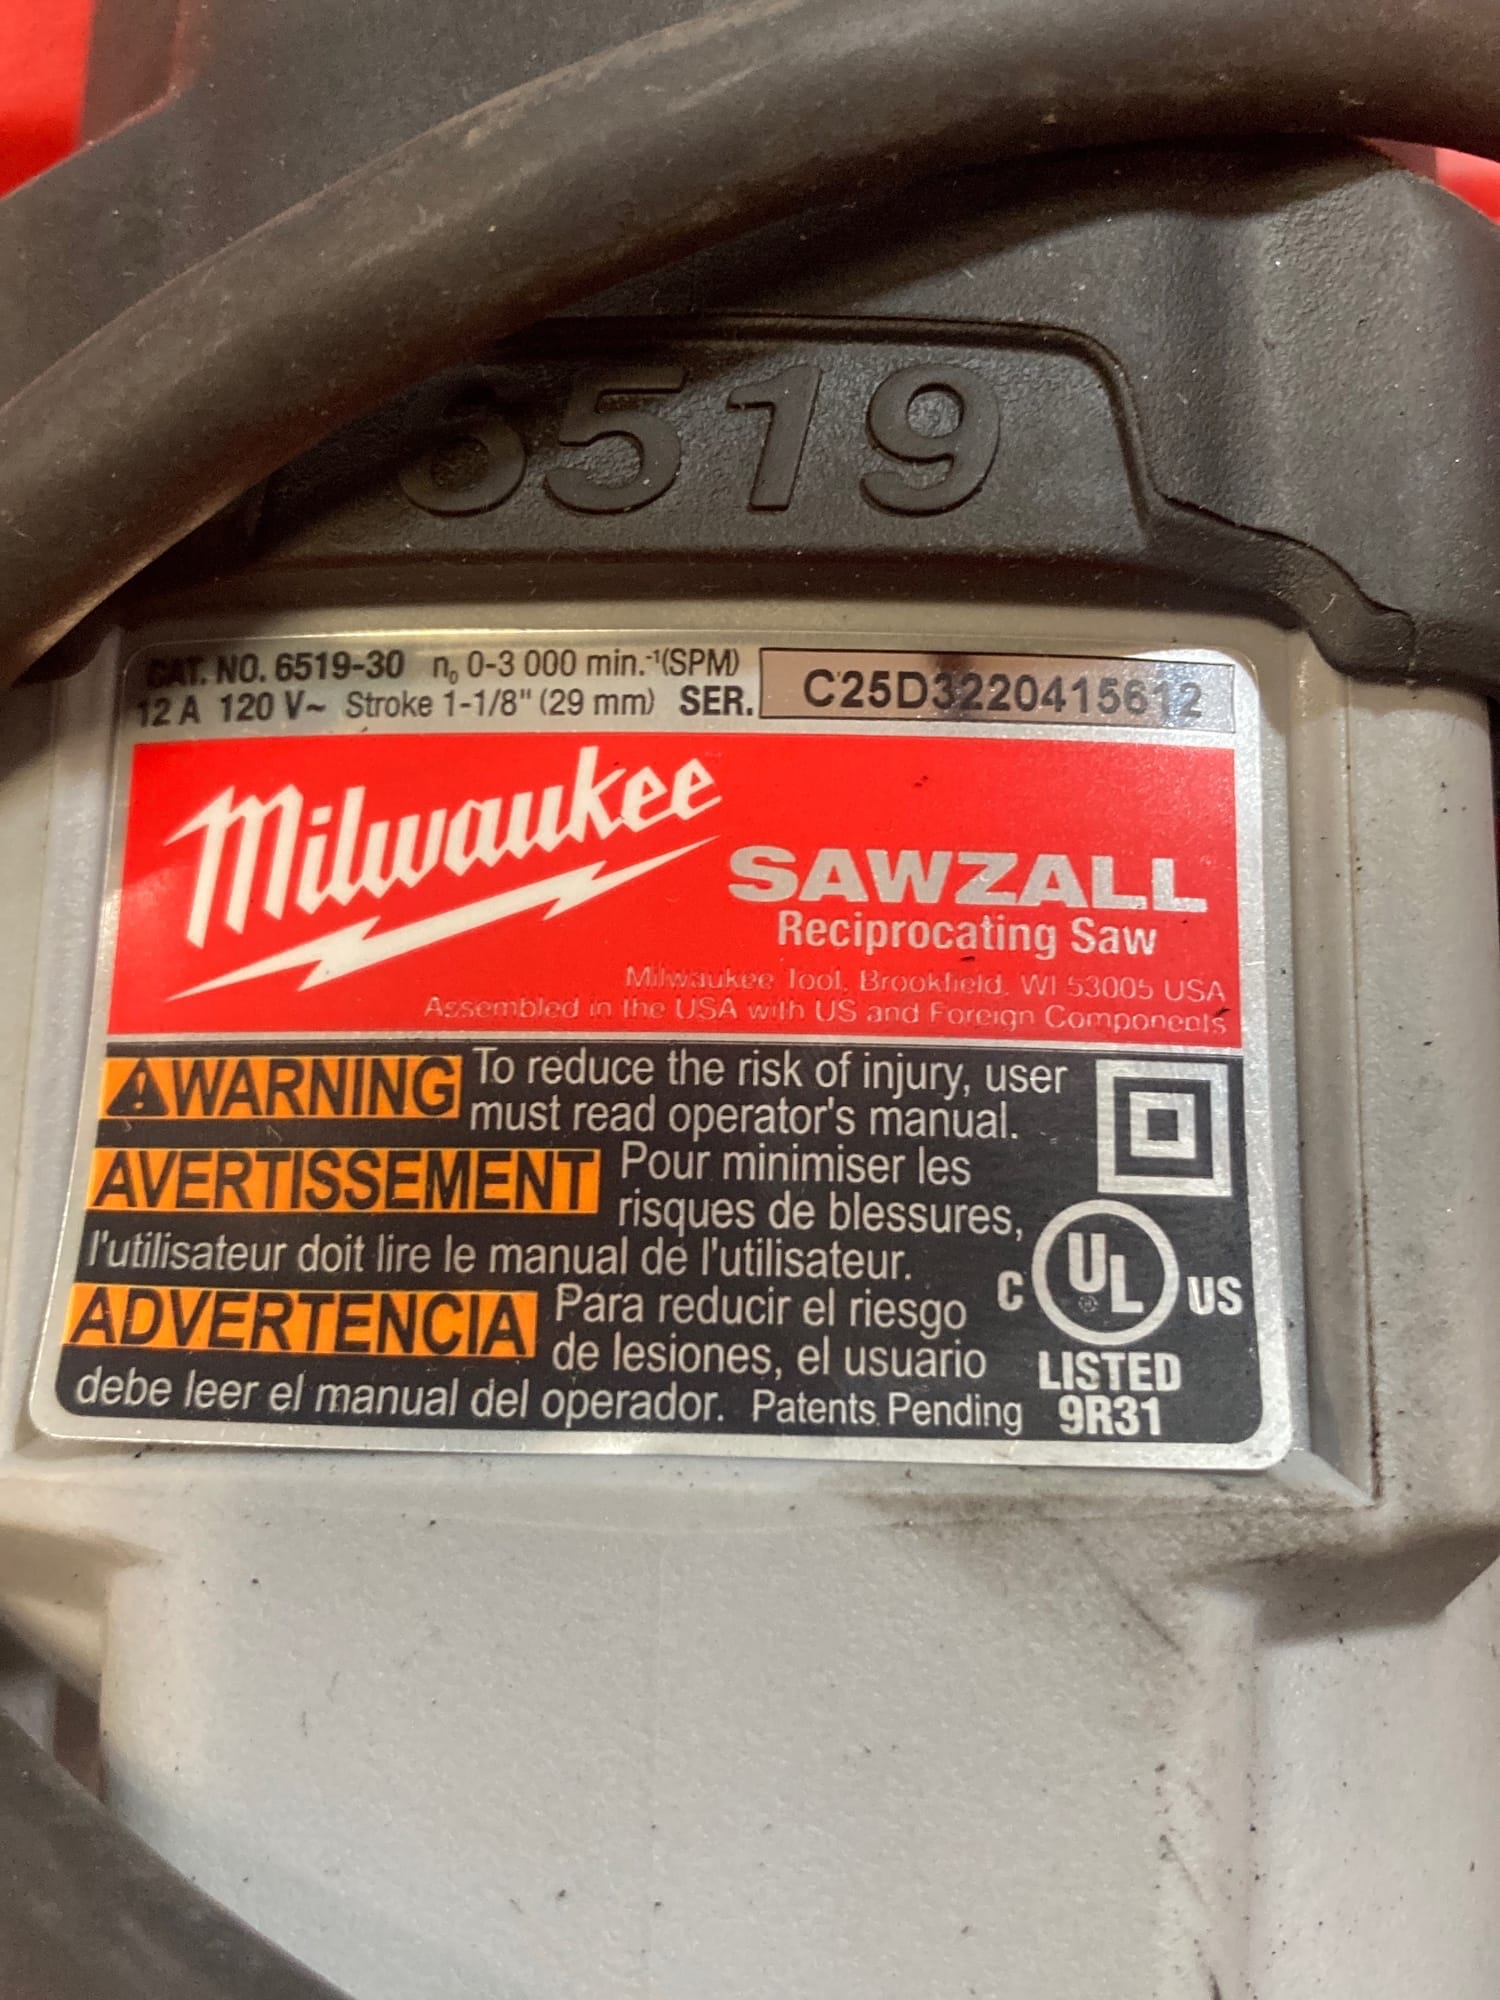 6519
CAT. NO. 6519-30 n₀ 0-3 000 min.⁻¹(SPM)
12 A 120 V~ Stroke 1-1/8" (29 mm) SER. C25D3220415612
Milwaukee
SAWZALL
Reciprocating Saw
Milwaukee Tool, Brookfield, WI 53005 USA
Assembled in the USA with US and Foreign Components
WARNING To reduce the risk of injury, user
must read operator's manual.
AVERTISSEMENT Pour minimiser les
risques de blessures,
l'utilisateur doit lire le manual de l'utilisateur.
ADVERTENCIA Para reducir el riesgo
de lesiones, el usuario
debe leer el manual del operador. Patents Pending
C UL US
LISTED
9R31